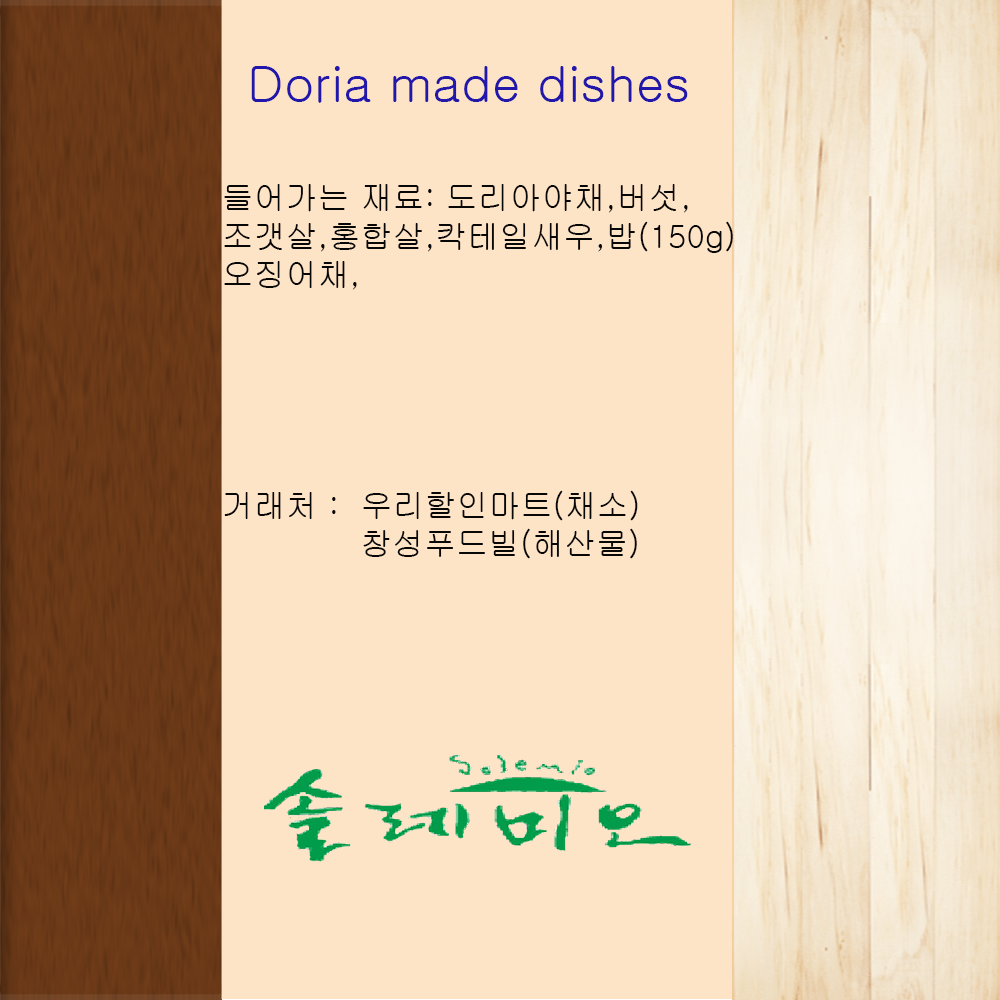 Doria made dishes
들어가는 재료: 도리아야채,버섯,
조갯살,홍합살,칵테일새우,밥(150g)
오징어채,
거래처 : 우리할인마트(채소)
창성푸드빌(해산물)
Solemio
솔레미오